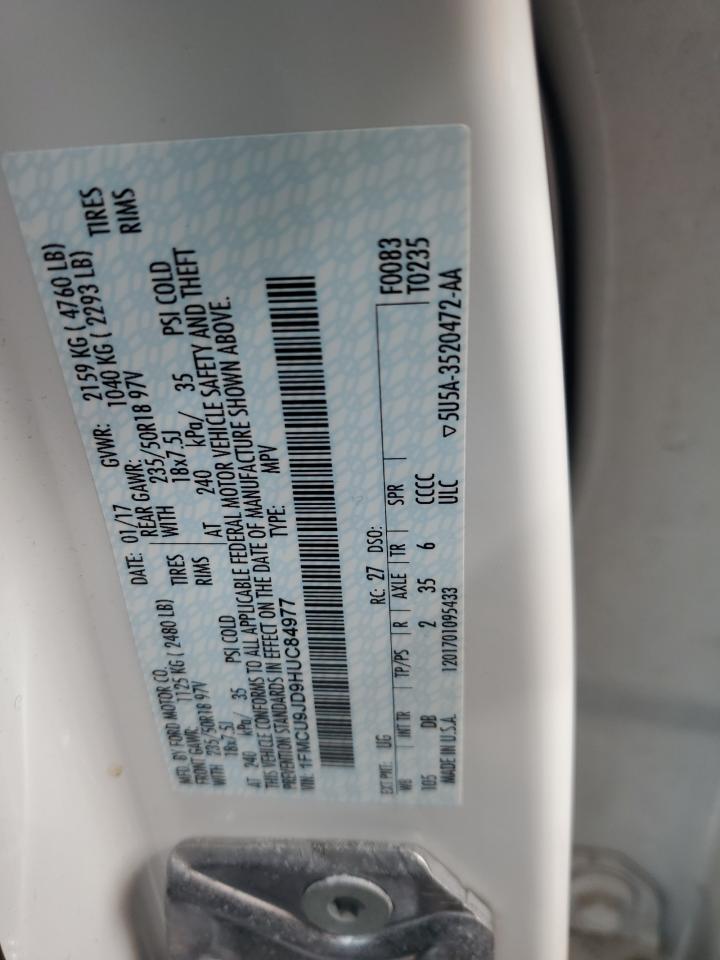 MFD. BY FORD MOTOR CO. DATE: 01/17 GVWR: 2159 KG ( 4760 LB)
FRONT GAWR: 1125 KG ( 2480 LB) REAR GAWR: 1040 KG ( 2293 LB)
WITH 235/50R18 97V TIRES WITH 235/50R18 97V TIRES
18x7.5J RIMS 18x7.5J RIMS
AT 240 kPa/ 35 PSI COLD AT 240 kPa/ 35 PSI COLD
THIS VEHICLE CONFORMS TO ALL APPLICABLE FEDERAL MOTOR VEHICLE SAFETY AND THEFT
PREVENTION STANDARDS IN EFFECT ON THE DATE OF MANUFACTURE SHOWN ABOVE.
VIN: 1FMCU9JD9HUC84977 TYPE: MPV
F0083
T0235
EXT PNT: UG RC: 27 DSO:
WB INT TR TP/PS R AXLE TR SPR
105 DB 2 35 6 CCCC
MADE IN U.S.A. 1201701095433 ULC ▽5U5A-3520472-AA